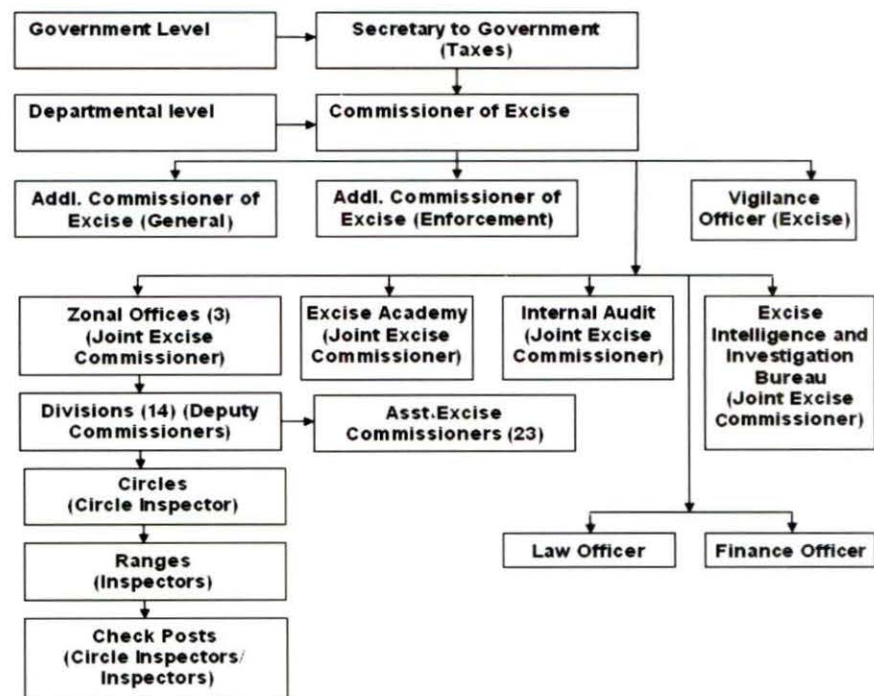 Government Level
Secretary to Government
(Taxes)
Departmental level
Commissioner of Excise
Addl. Commissioner of
Excise (General)
Addl. Commissioner of
Excise (Enforcement)
Vigilance
Officer (Excise)
Zonal Offices (3)
(Joint Excise
Commissioner)
Excise Academy
(Joint Excise
Commissioner)
Internal Audit
(Joint Excise
Commissioner)
Excise
Intelligence and
Investigation
Bureau
(Joint Excise
Commissioner)
Divisions (14) (Deputy
Commissioners)
Asst.Excise
Commissioners (23)
Circles
(Circle Inspector)
Ranges
(Inspectors)
Law Officer
Finance Officer
Check Posts
(Circle Inspectors/
Inspectors)